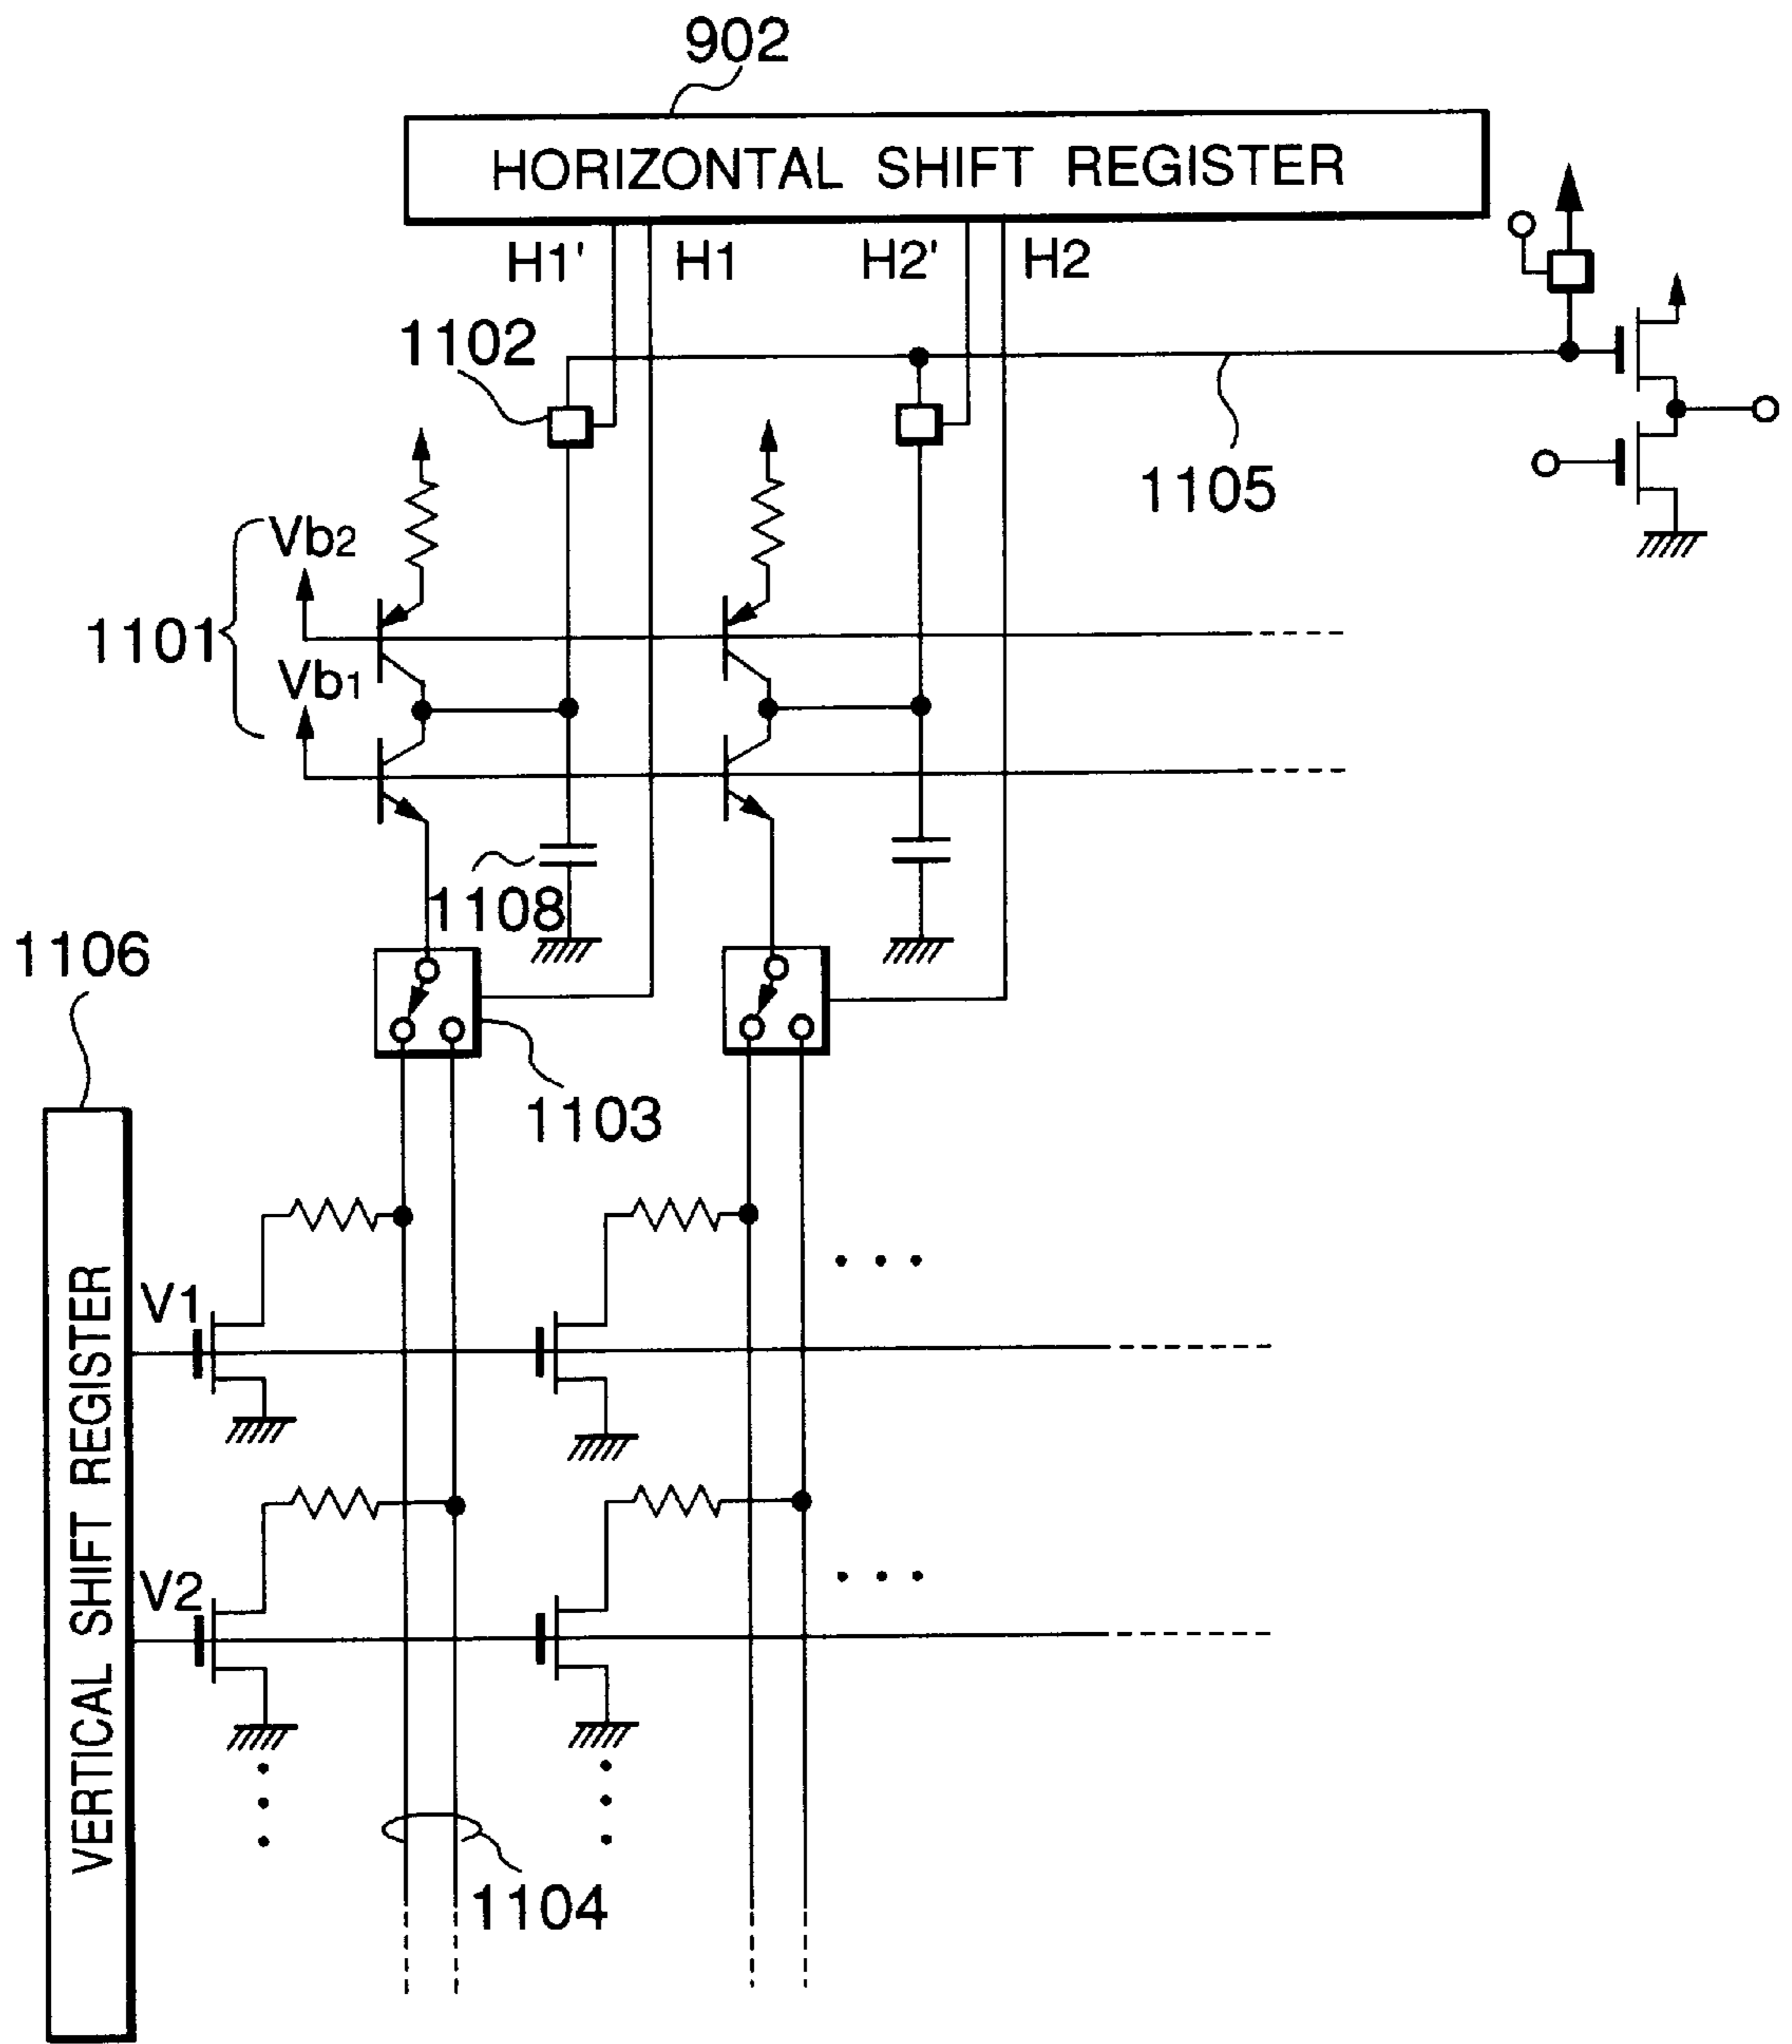 902
HORIZONTAL SHIFT REGISTER
H1' H1 H2' H2
1102
1105
Vb2
1101
Vb1
1108
1106
1103
VERTICAL SHIFT REGISTER
V1
V2
1104